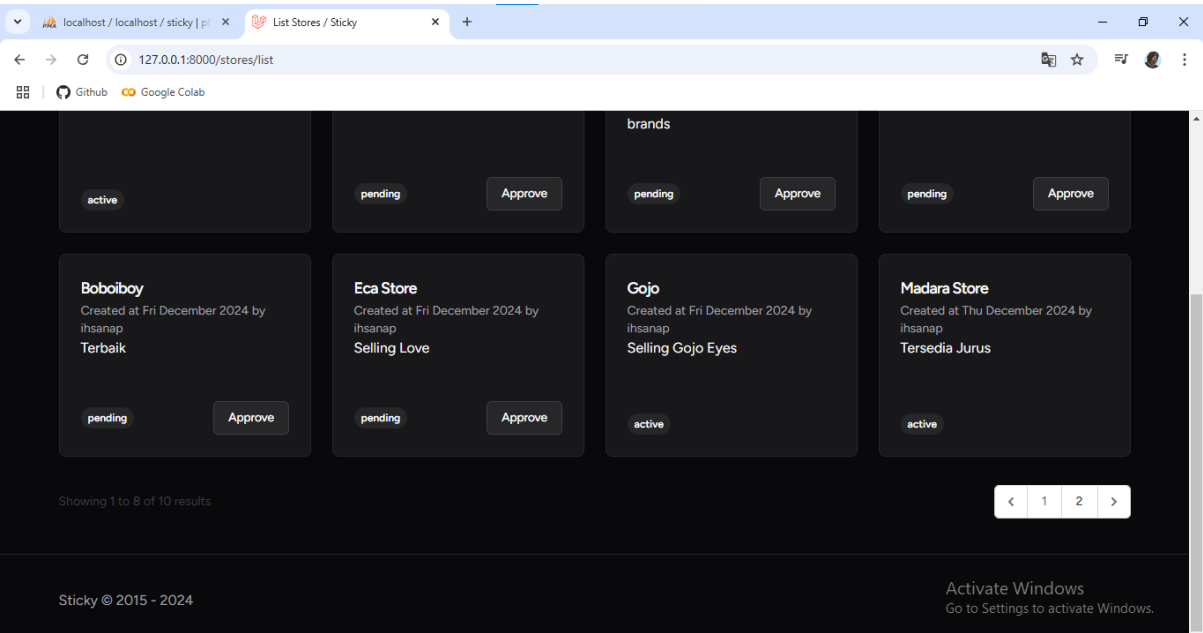 localhost / localhost / sticky | pl
List Stores / Sticky
127.0.0.1:8000/stores/list
Github
Google Colab
brands
active
pending
Approve
pending
Approve
pending
Approve
Boboiboy
Created at Fri December 2024 by
ihsanap
Terbaik
pending
Approve
Eca Store
Created at Fri December 2024 by
ihsanap
Selling Love
pending
Approve
Gojo
Created at Fri December 2024 by
ihsanap
Selling Gojo Eyes
active
Madara Store
Created at Thu December 2024 by
ihsanap
Tersedia Jurus
active
Showing 1 to 8 of 10 results
1
2
Sticky © 2015 - 2024
Activate Windows
Go to Settings to activate Windows.